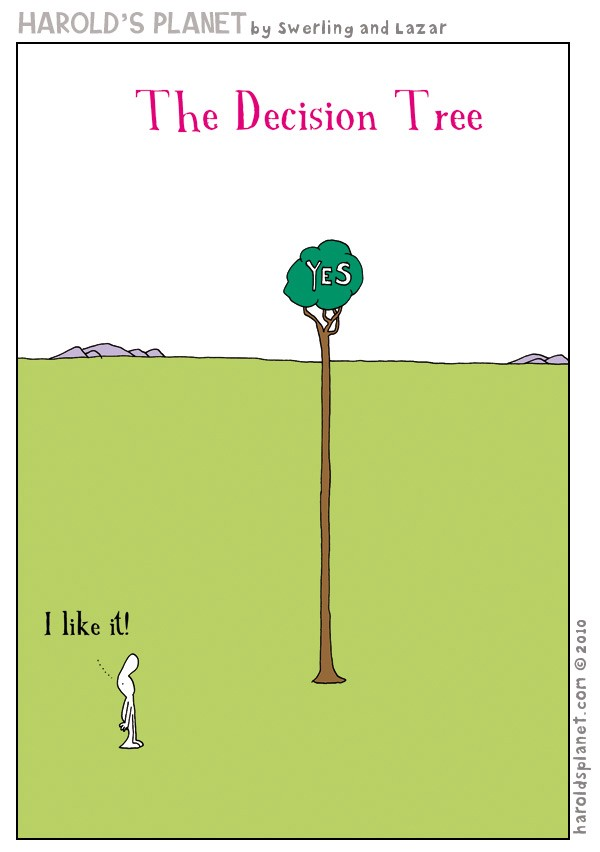 HAROLD'S PLANET by Swerling and Lazar
The Decision Tree
YES
I like it!
haroldsplanet.com © 2010